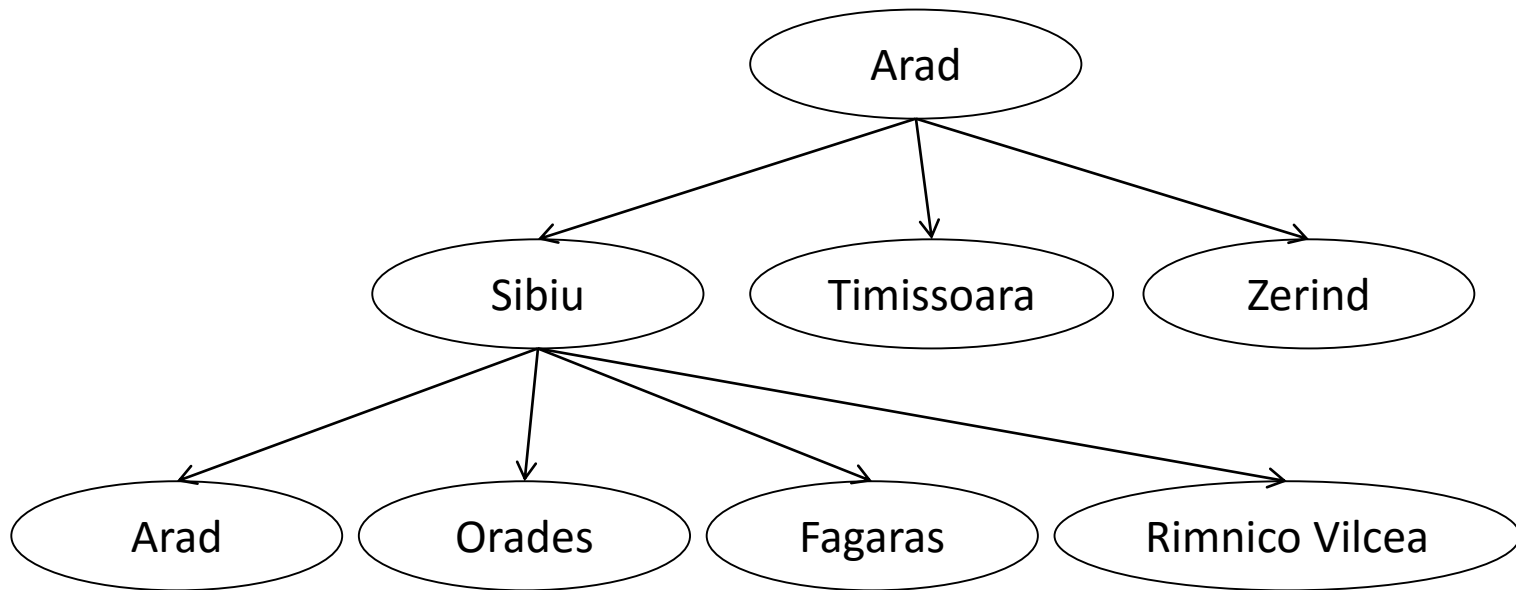 Arad
Sibiu
Timissoara
Zerind
Arad
Orades
Fagaras
Rimnico Vilcea